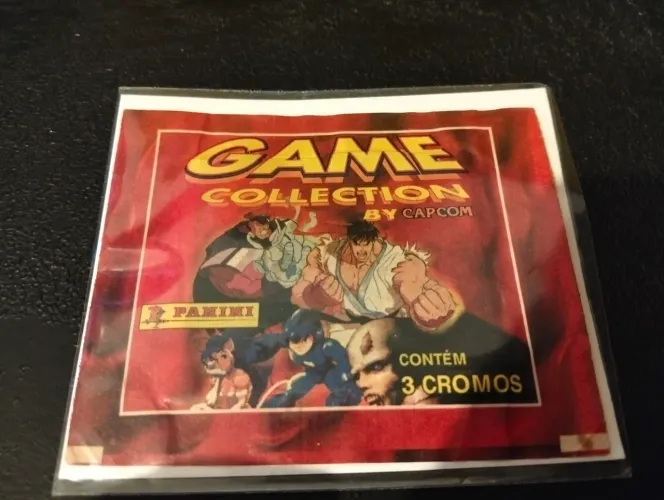 GAME
COLLECTION
BY CAPCOM
PANINI
CONTÉM
3 CROMOS